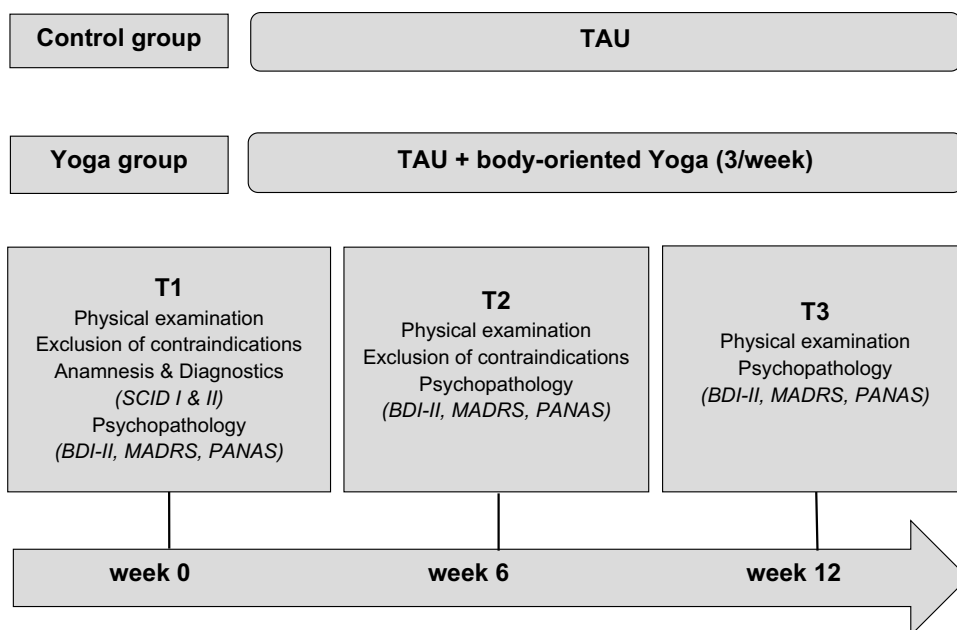 Control group
TAU
Yoga group
TAU + body-oriented Yoga (3/week)
T1
Physical examination
Exclusion of contraindications
Anamnesis & Diagnostics
(SCID I & II)
Psychopathology
(BDI-II, MADRS, PANAS)
T2
Physical examination
Exclusion of contraindications
Psychopathology
(BDI-II, MADRS, PANAS)
T3
Physical examination
Psychopathology
(BDI-II, MADRS, PANAS)
week 0
week 6
week 12